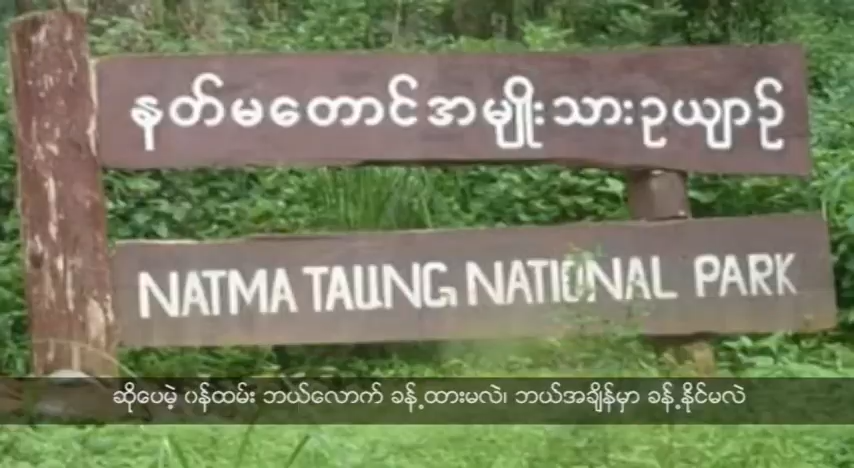 နတ်မတောင်အမျိုးသားဥယျာဉ်
NATMA TAUNG NATIONAL PARK
ဆိုပေမဲ့ ဝန်ထမ်း ဘယ်လောက် ခန့်ထားမလဲ၊ ဘယ်အချိန်မှာ ခန့်နိုင်မလဲ